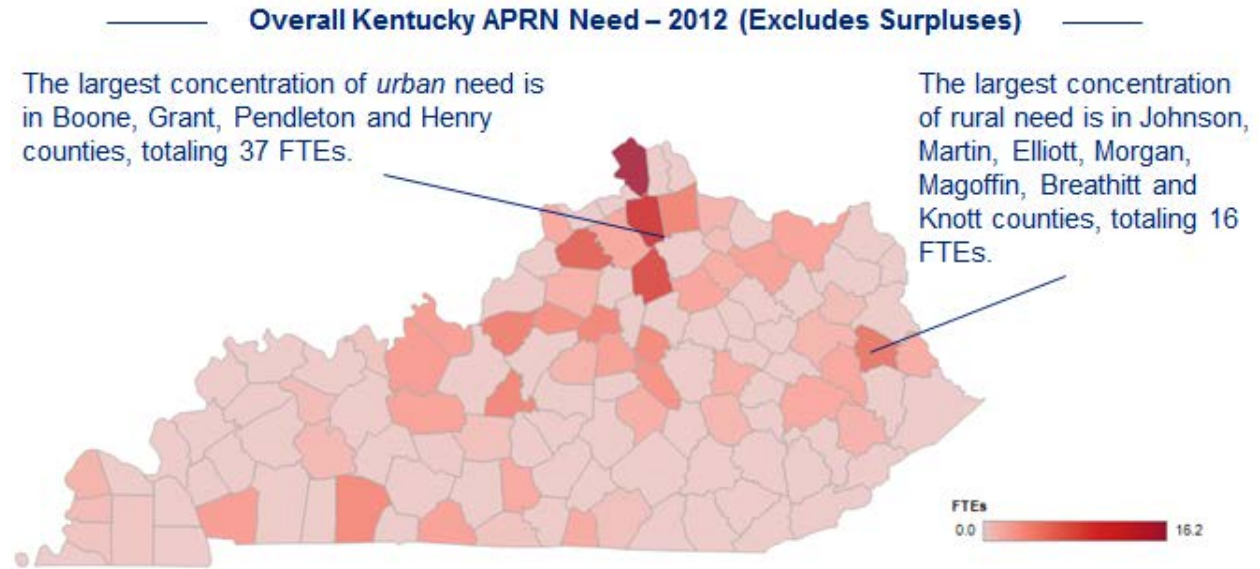 Overall Kentucky APRN Need – 2012 (Excludes Surpluses)
The largest concentration of urban need is
in Boone, Grant, Pendleton and Henry
counties, totaling 37 FTEs.
The largest concentration
of rural need is in Johnson,
Martin, Elliott, Morgan,
Magoffin, Breathitt and
Knott counties, totaling 16
FTEs.
FTEs
0.0 16.2